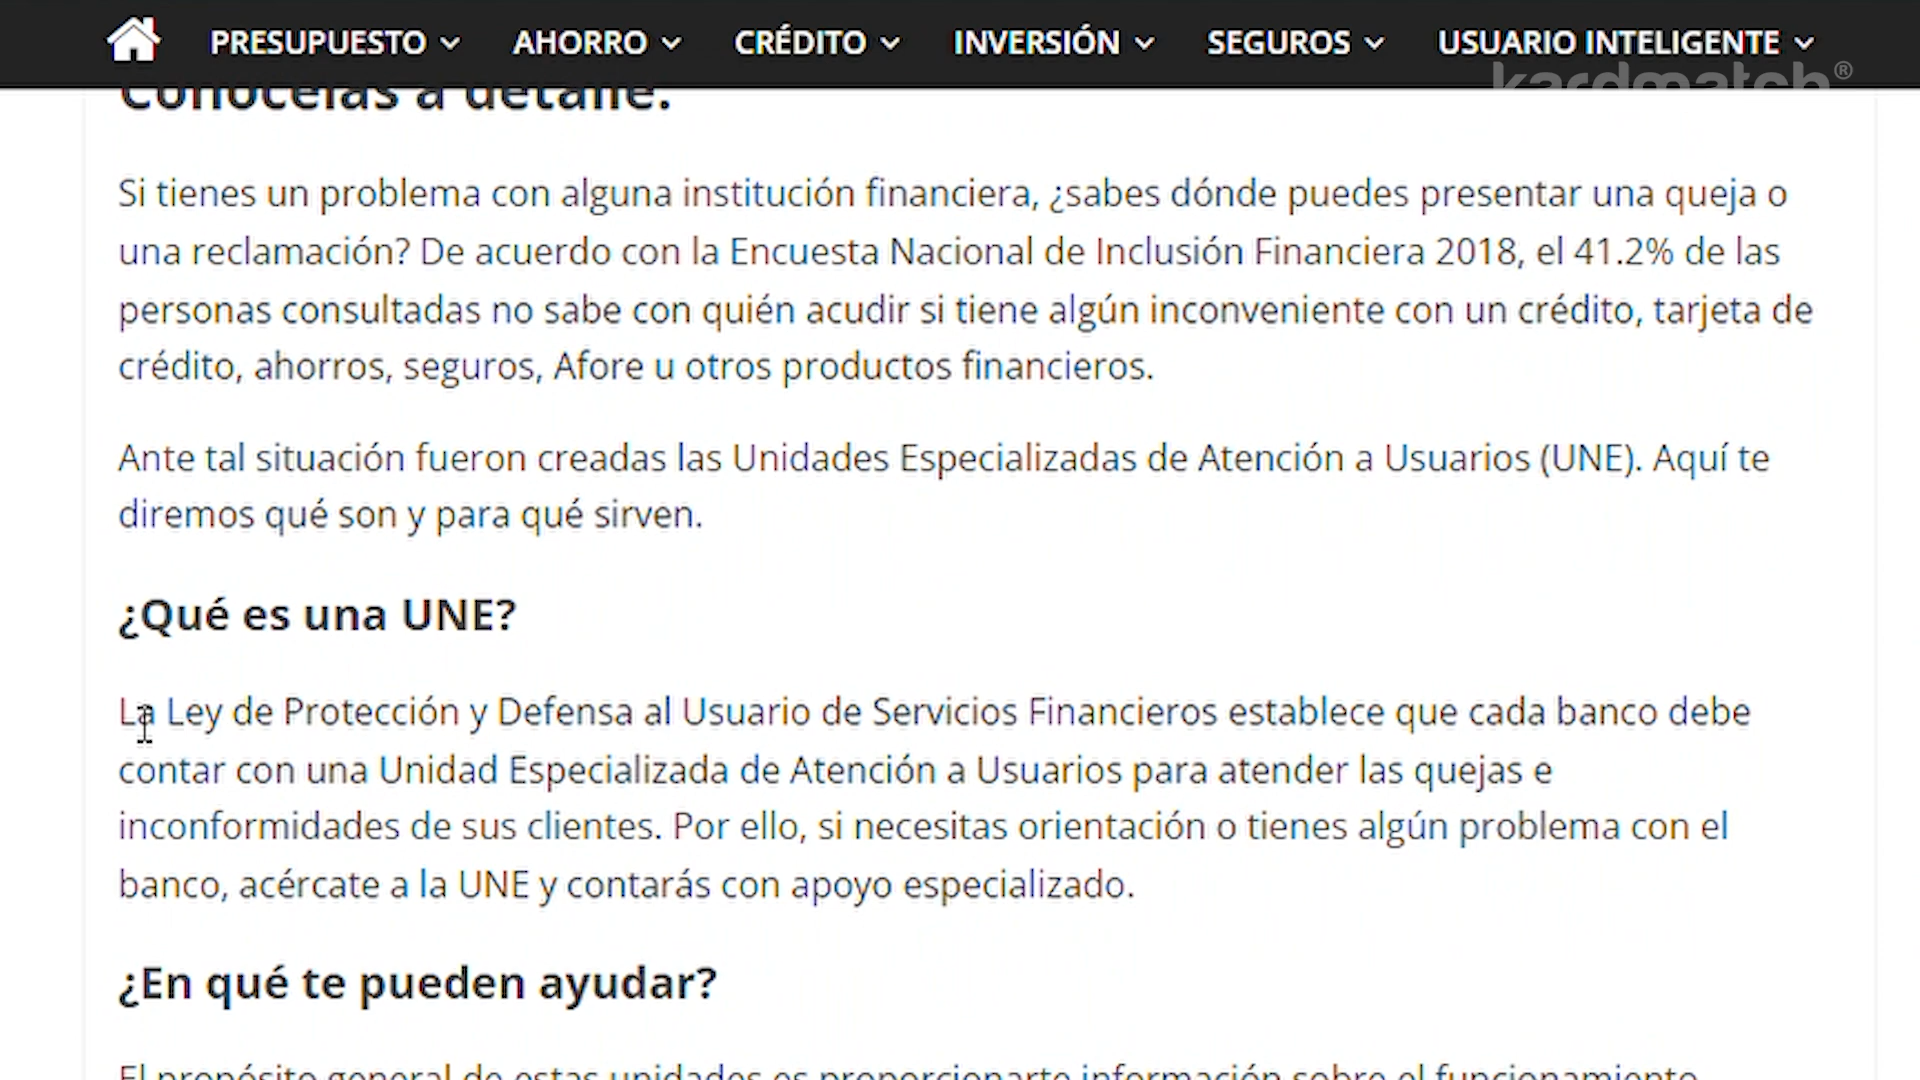 PRESUPUESTO AHORRO CRÉDITO INVERSIÓN SEGUROS USUARIO INTELIGENTE
kardmatch®
Conócelas a detalle.
Si tienes un problema con alguna institución financiera, ¿sabes dónde puedes presentar una queja o
una reclamación? De acuerdo con la Encuesta Nacional de Inclusión Financiera 2018, el 41.2% de las
personas consultadas no sabe con quién acudir si tiene algún inconveniente con un crédito, tarjeta de
crédito, ahorros, seguros, Afore u otros productos financieros.
Ante tal situación fueron creadas las Unidades Especializadas de Atención a Usuarios (UNE). Aquí te
diremos qué son y para qué sirven.
¿Qué es una UNE?
La Ley de Protección y Defensa al Usuario de Servicios Financieros establece que cada banco debe
contar con una Unidad Especializada de Atención a Usuarios para atender las quejas e
inconformidades de sus clientes. Por ello, si necesitas orientación o tienes algún problema con el
banco, acércate a la UNE y contarás con apoyo especializado.
¿En qué te pueden ayudar?
El propósito general de estas unidades es proporcionarte información sobre el funcionamiento